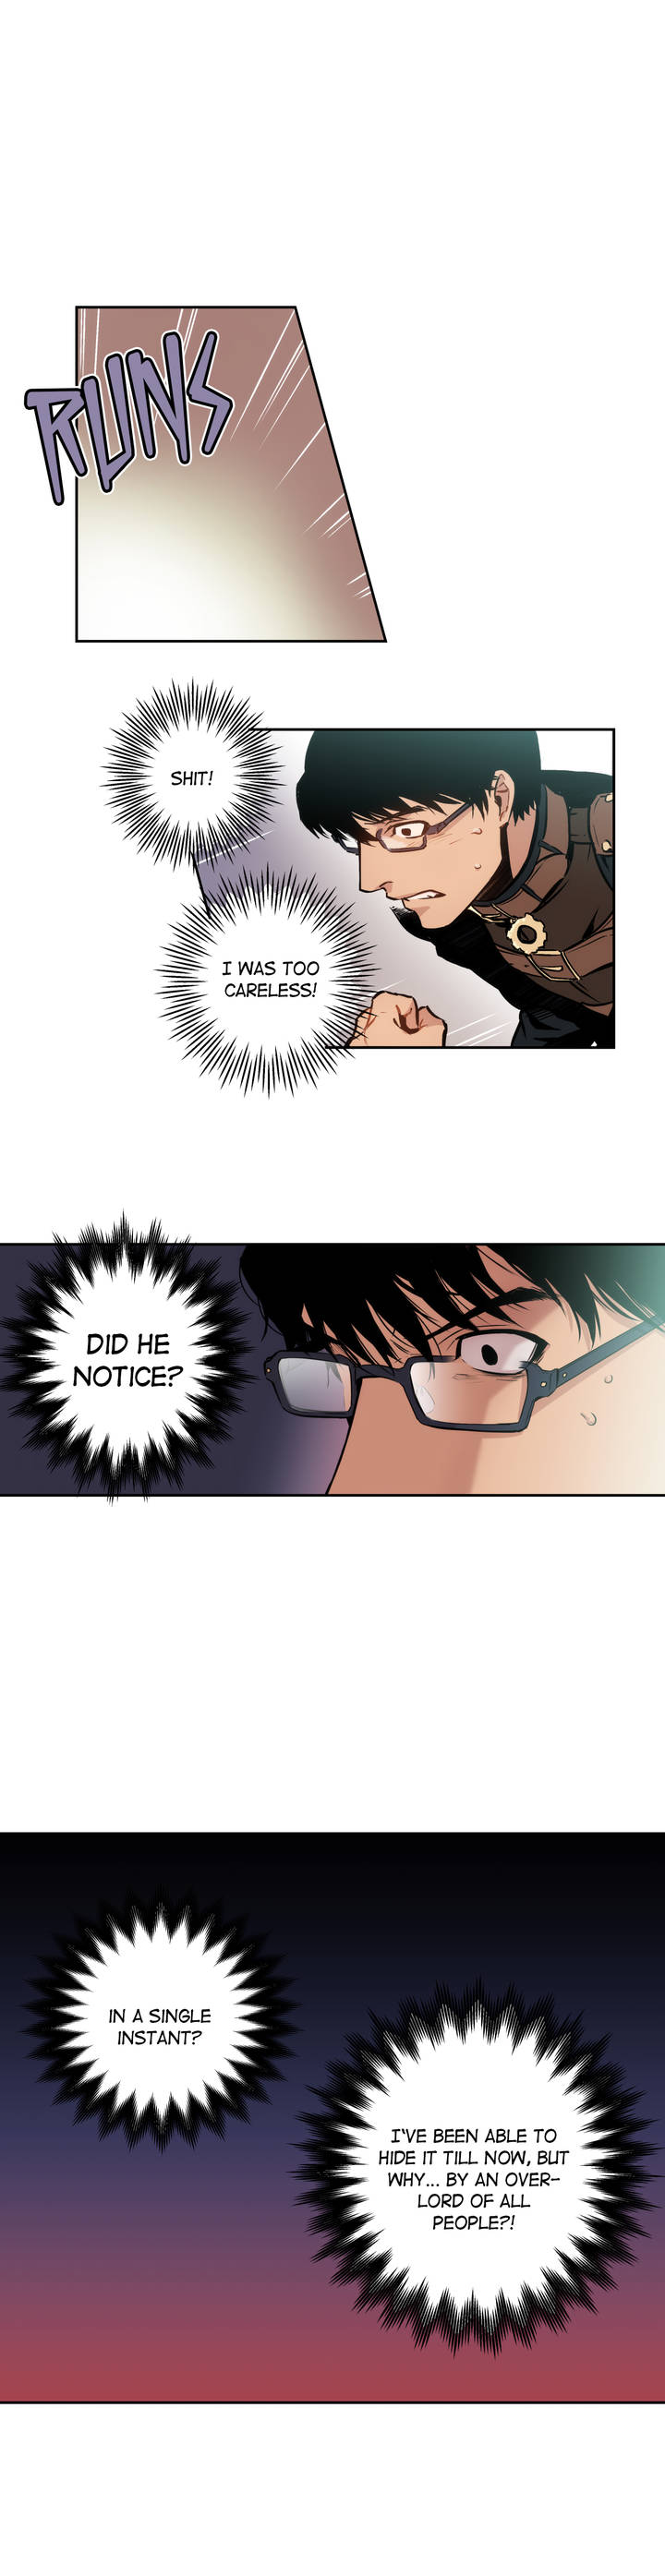 RUNS
SHIT!
I WAS TOO
CARELESS!
DID HE
NOTICE?
IN A SINGLE
INSTANT?
I'VE BEEN ABLE TO
HIDE IT TILL NOW, BUT
WHY... BY AN OVER-
LORD OF ALL
PEOPLE?!